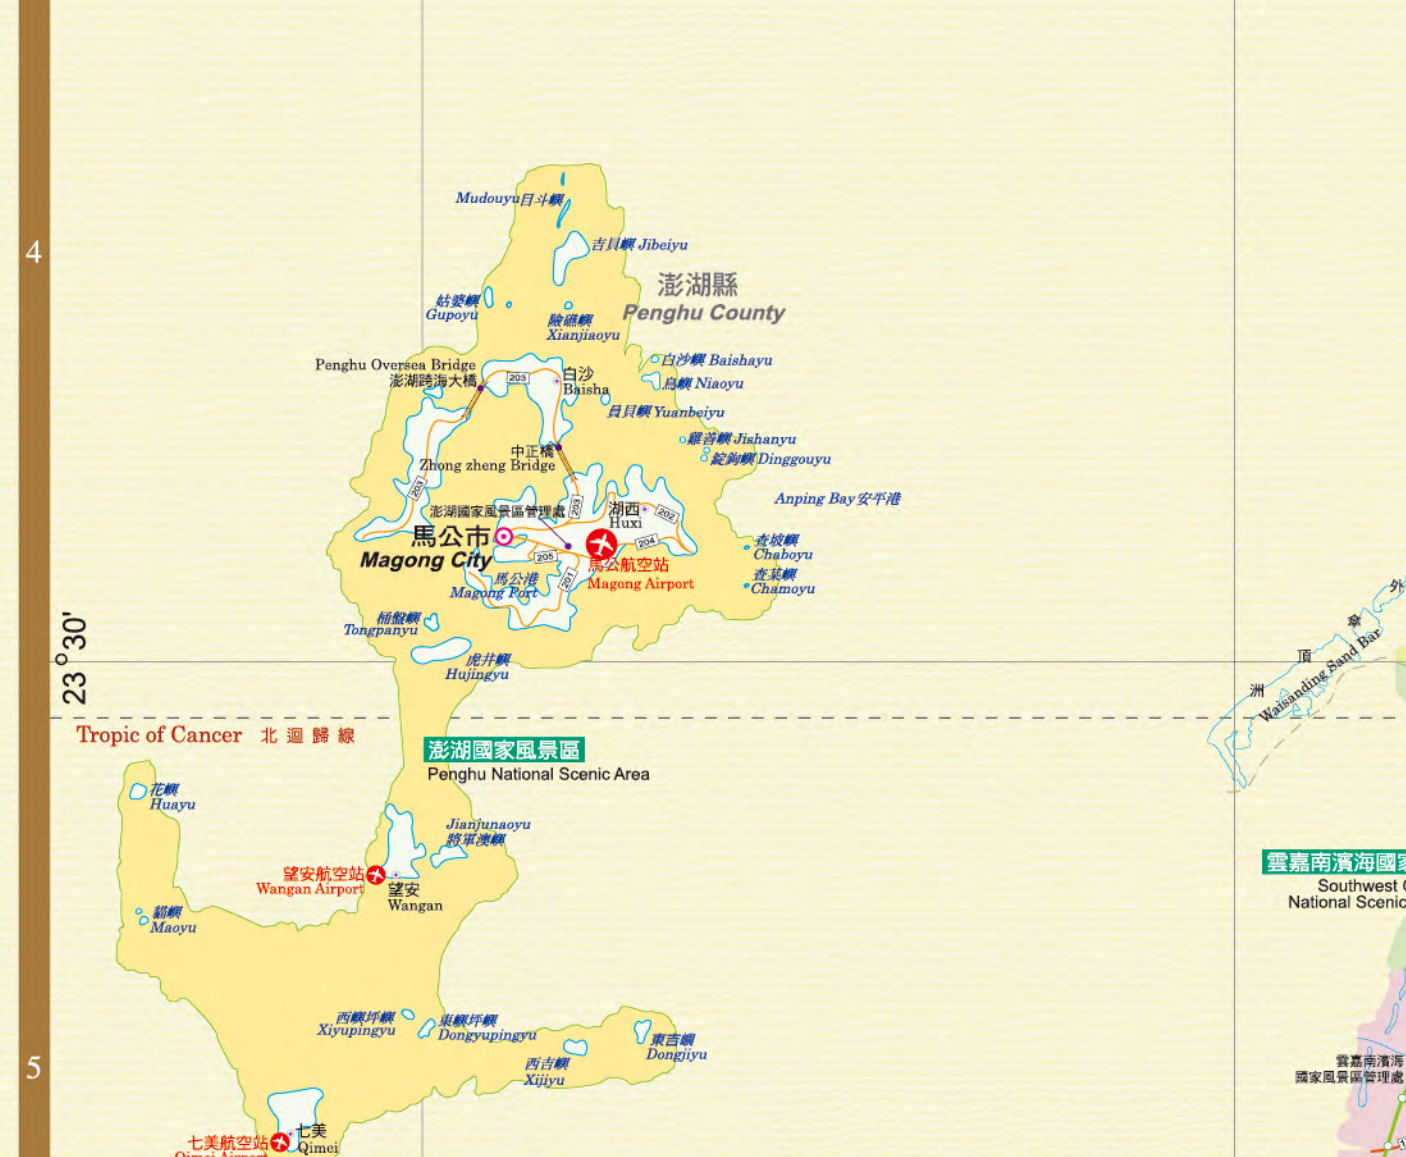 4
Mudouyu目斗嶼
吉貝嶼 Jibeiyu
澎湖縣
Penghu County
姑婆嶼
Gupoyu
險礁嶼
Xianjiaoyu
Penghu Oversea Bridge
澎湖跨海大橋
203
白沙
Baisha
白沙嶼 Baishayu
鳥嶼 Niaoyu
員貝嶼 Yuanbeiyu
雞善嶼 Jishanyu
錠鉤嶼 Dinggouyu
中正橋
Zhong zheng Bridge
203
Anping Bay 安平港
澎湖國家風景區管理處
203
湖西
Huxi
202
馬公市
Magong City
204
205
查坡嶼
Chaboyu
馬公航空站
Magong Airport
查某嶼
Chamoyu
馬公港
Magong Port
201
桶盤嶼
Tongpanyu
虎井嶼
Hujingyu
外
傘
頂
洲
Waisanding Sand Bar
23°30'
Tropic of Cancer 北迴歸線
澎湖國家風景區
Penghu National Scenic Area
花嶼
Huayu
Jianjunaoyu
將軍澳嶼
望安航空站
Wangan Airport
望安
Wangan
雲嘉南濱海國家
Southwest
National Scenic
貓嶼
Maoyu
西嶼坪嶼
Xiyupingyu
東嶼坪嶼
Dongyupingyu
東吉嶼
Dongjiyu
西吉嶼
Xijiyu
5
雲嘉南濱海
國家風景區管理處
七美
Qimei
七美航空站
Qimei Airport